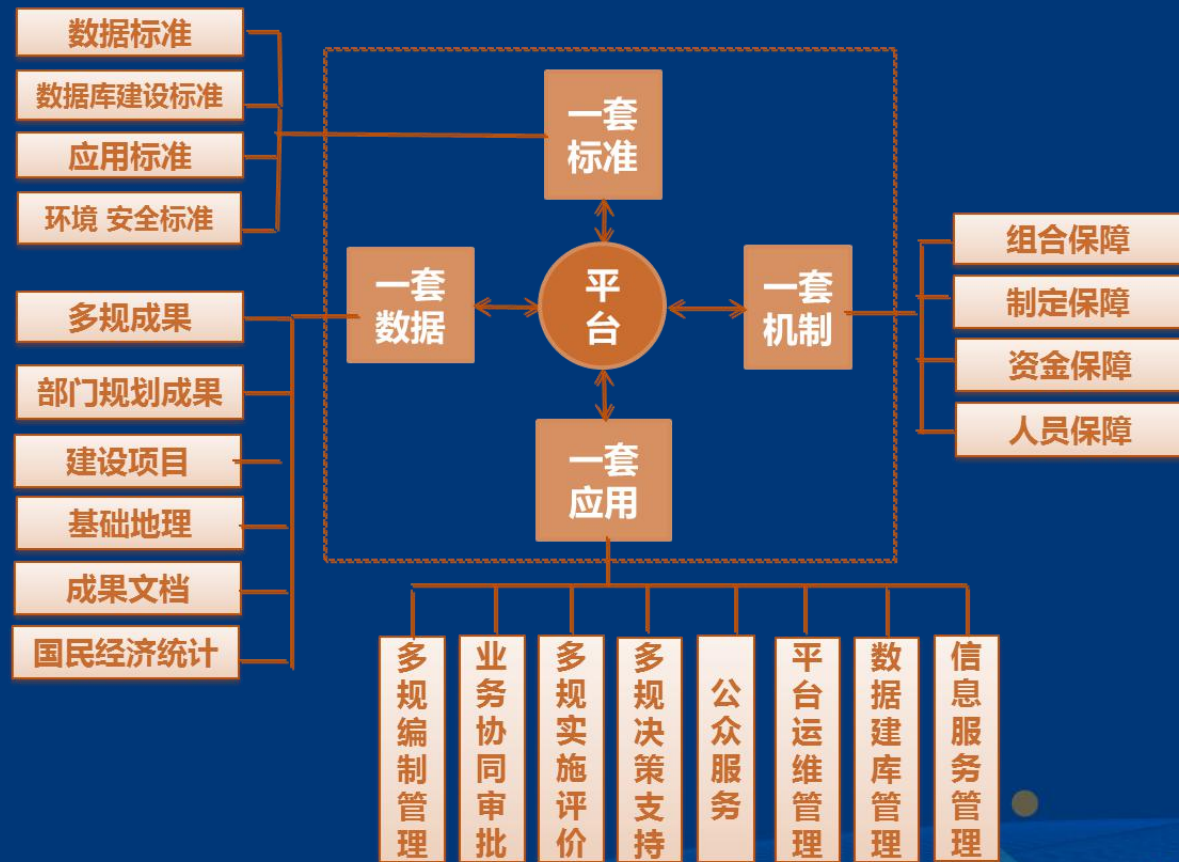 数据标准
数据库建设标准
应用标准
环境 安全标准
一套
标准
一套
数据
平
台
一套
机制
一套
应用
多规成果
部门规划成果
建设项目
基础地理
成果文档
国民经济统计
组合保障
制定保障
资金保障
人员保障
多规编制管理
业务协同审批
多规实施评价
多规决策支持
公众服务
平台运维管理
数据建库管理
信息服务管理